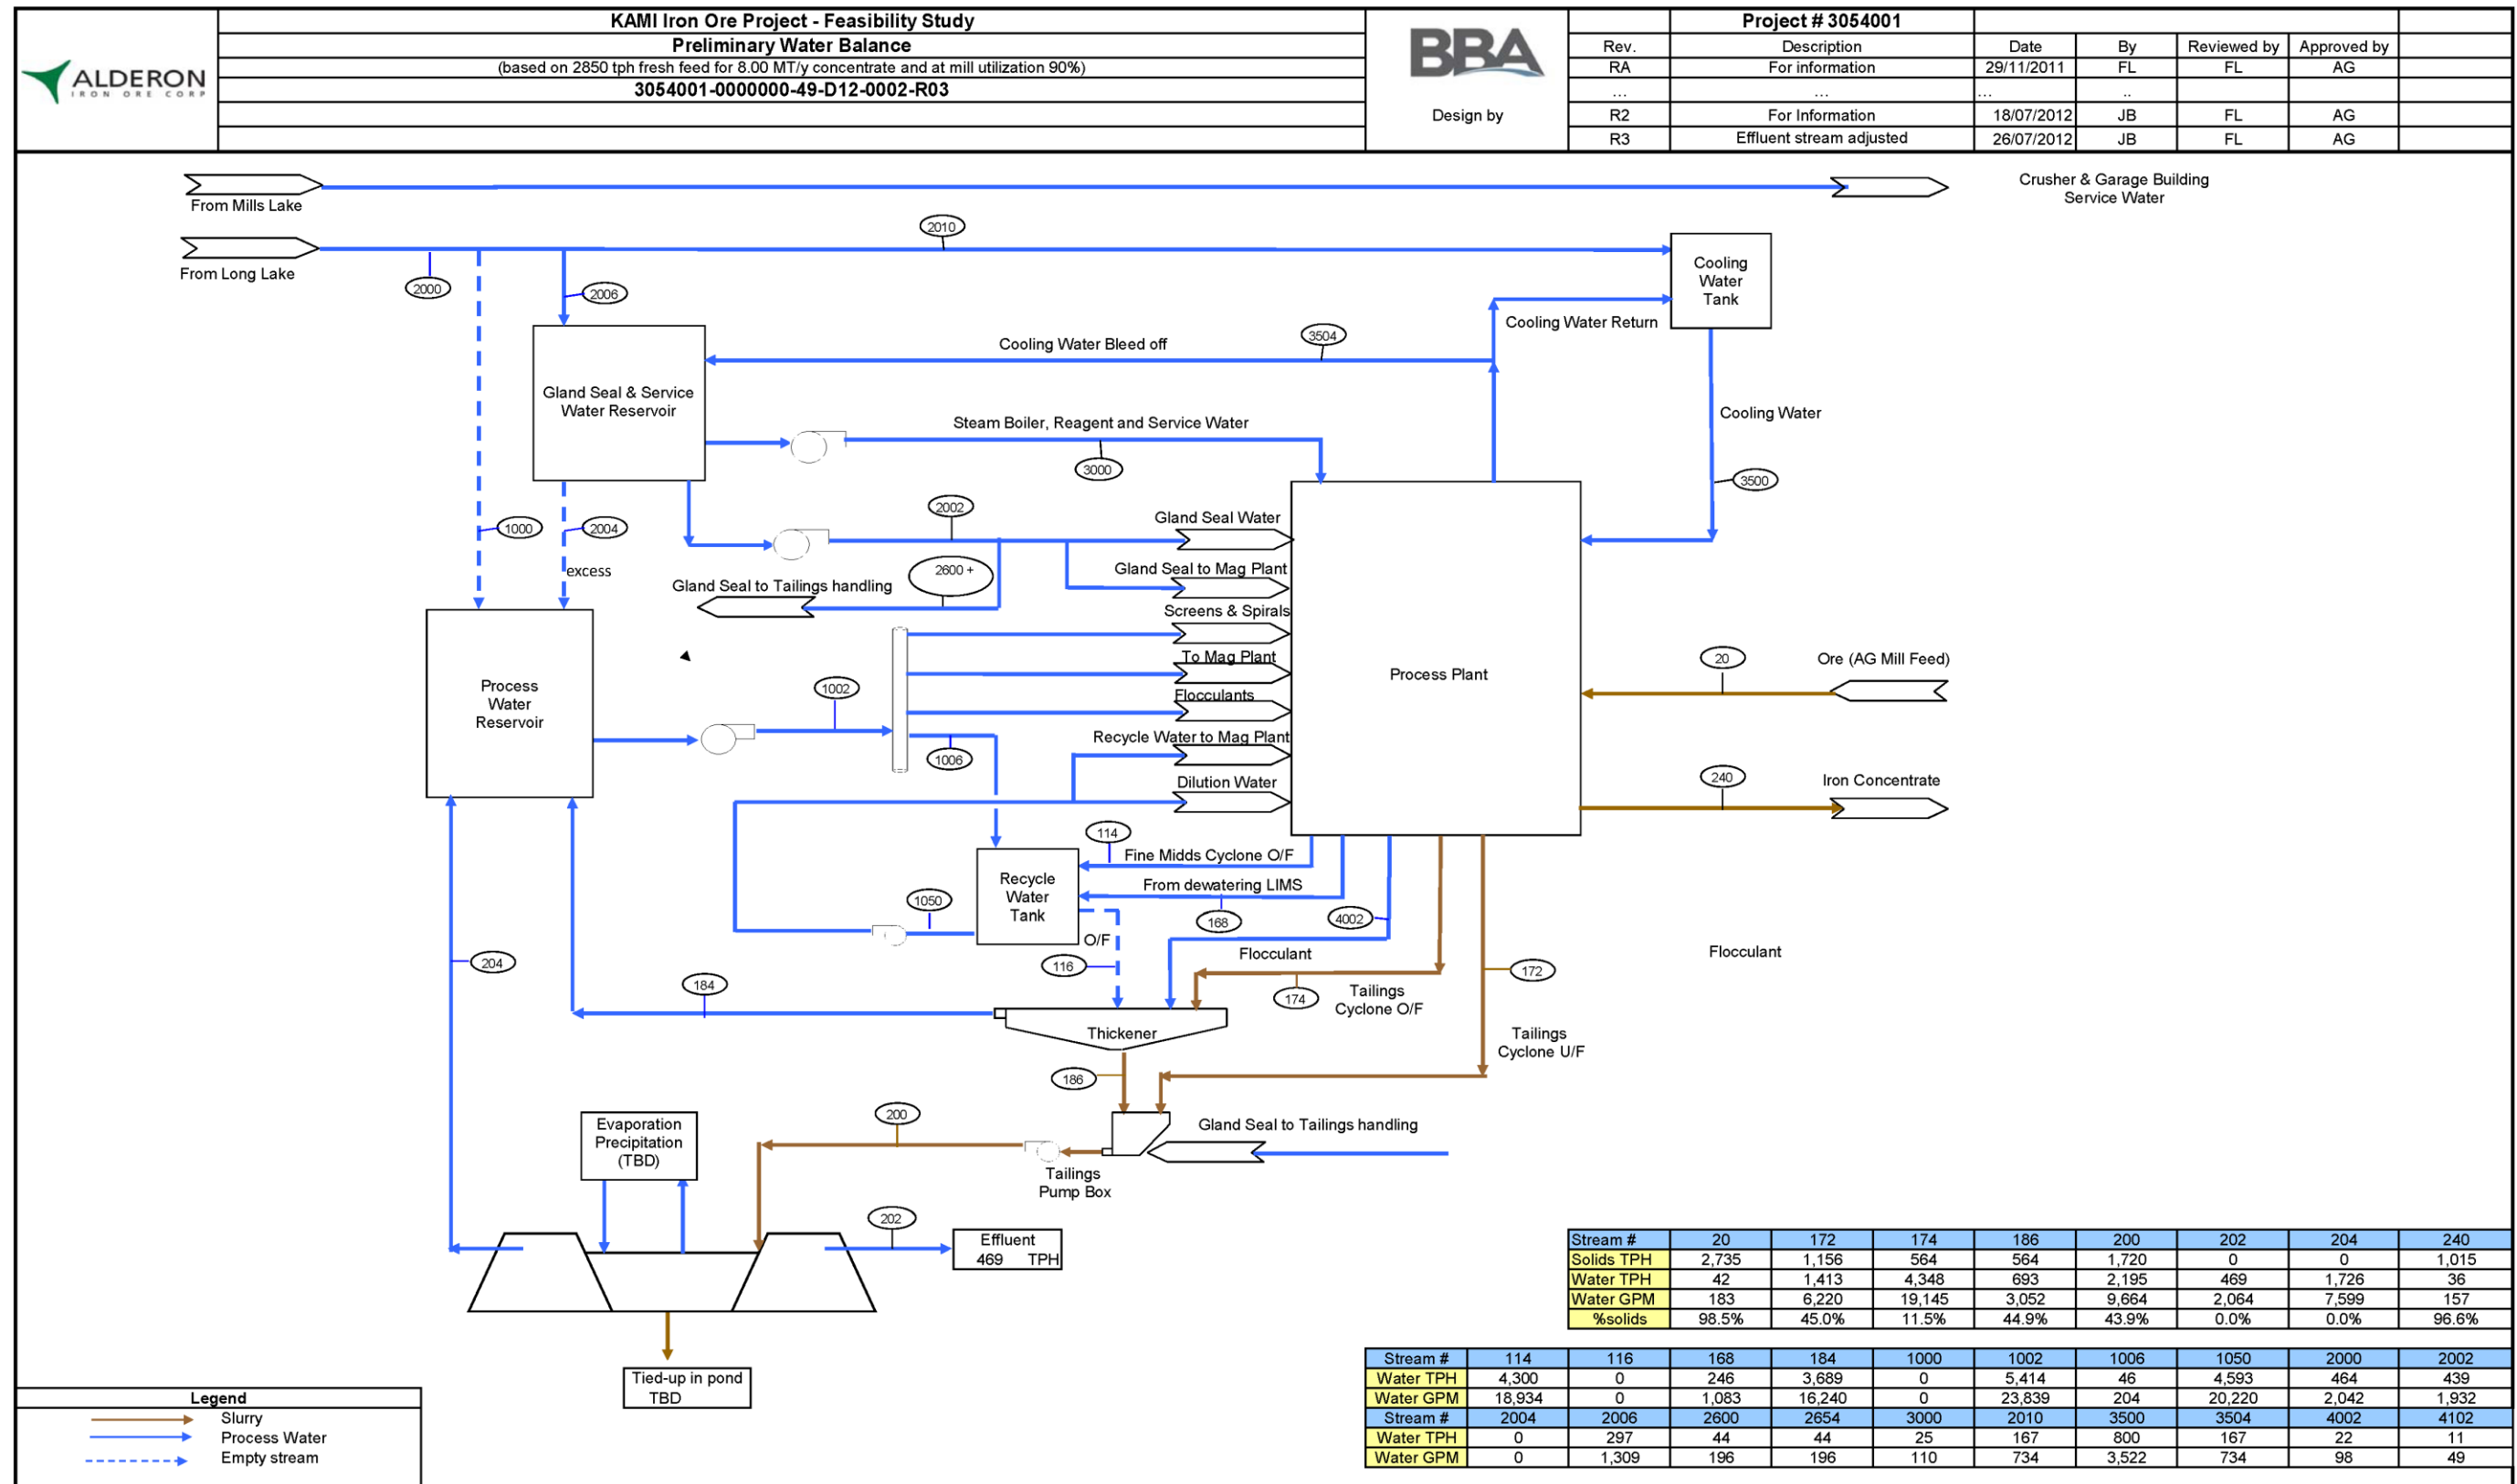 KAMI Iron Ore Project - Feasibility Study
Preliminary Water Balance
(based on 2850 tph fresh feed for 8.00 MT/y concentrate and at mill utilization 90%)
3054001-0000000-49-D12-0002-R03
ALDERON
IRON ORE CORP
BBA
Design by
Project # 3054001
Rev. Description Date By Reviewed by Approved by
RA For information 29/11/2011 FL FL AG
... ... ... ..
R2 For Information 18/07/2012 JB FL AG
R3 Effluent stream adjusted 26/07/2012 JB FL AG
From Mills Lake
Crusher & Garage Building
Service Water
2010
From Long Lake
2000
2006
Cooling
Water
Tank
Cooling Water Return
3504
Cooling Water Bleed off
Gland Seal & Service
Water Reservoir
Cooling Water
Steam Boiler, Reagent and Service Water
3000
3500
2002
1000
2004
excess
Gland Seal Water
2600 +
Gland Seal to Tailings handling
Gland Seal to Mag Plant
Screens & Spirals
To Mag Plant
Flocculants
Recycle Water to Mag Plant
Dilution Water
Process Plant
20
Ore (AG Mill Feed)
240
Iron Concentrate
Process
Water
Reservoir
1002
1006
114
Fine Midds Cyclone O/F
From dewatering LIMS
168
Recycle
Water
Tank
1050
O/F
4002
116
Flocculant
Flocculant
204
184
174
Tailings
Cyclone O/F
172
Thickener
Tailings
Cyclone U/F
186
200
Gland Seal to Tailings handling
Tailings
Pump Box
Evaporation
Precipitation
(TBD)
202
Effluent
469 TPH
Tied-up in pond
TBD
Legend
Slurry
Process Water
Empty stream
Stream # 20 172 174 186 200 202 204 240
Solids TPH 2,735 1,156 564 564 1,720 0 0 1,015
Water TPH 42 1,413 4,348 693 2,195 469 1,726 36
Water GPM 183 6,220 19,145 3,052 9,664 2,064 7,599 157
%solids 98.5% 45.0% 11.5% 44.9% 43.9% 0.0% 0.0% 96.6%
Stream # 114 116 168 184 1000 1002 1006 1050 2000 2002
Water TPH 4,300 0 246 3,689 0 5,414 46 4,593 464 439
Water GPM 18,934 0 1,083 16,240 0 23,839 204 20,220 2,042 1,932
Stream # 2004 2006 2600 2654 3000 2010 3500 3504 4002 4102
Water TPH 0 297 44 44 25 167 800 167 22 11
Water GPM 0 1,309 196 196 110 734 3,522 734 98 49